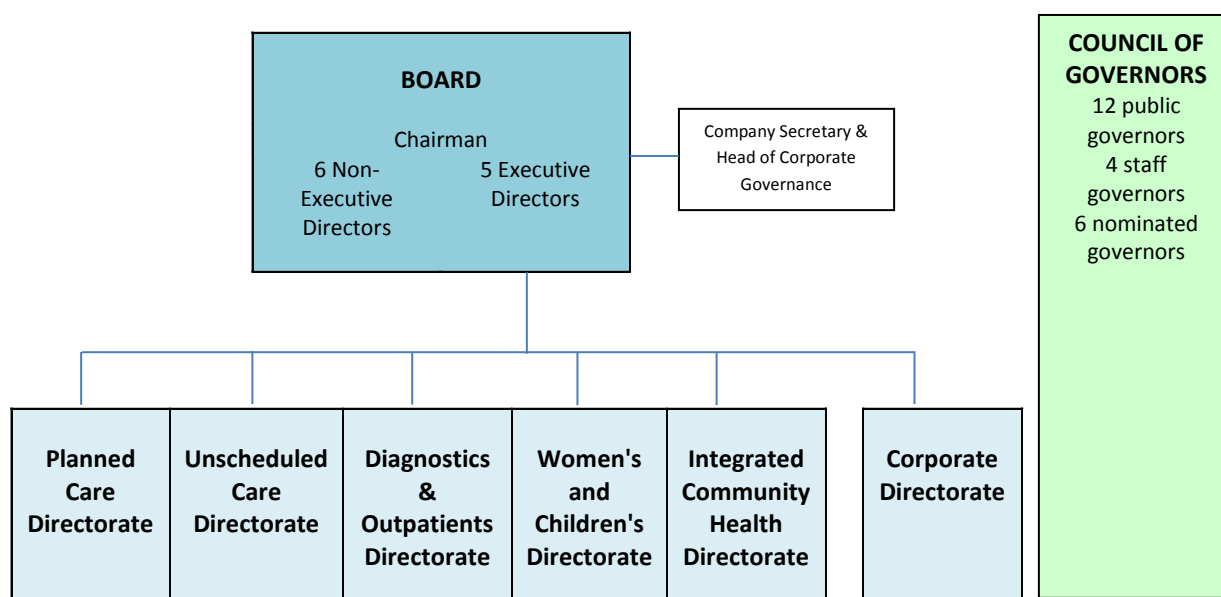 BOARD
Chairman
6 Non-
Executive
Directors
5 Executive
Directors
Company Secretary &
Head of Corporate
Governance
COUNCIL OF
GOVERNORS
12 public
governors
4 staff
governors
6 nominated
governors
Planned
Care
Directorate
Unscheduled
Care
Directorate
Diagnostics
&
Outpatients
Directorate
Women's
and
Children's
Directorate
Integrated
Community
Health
Directorate
Corporate
Directorate